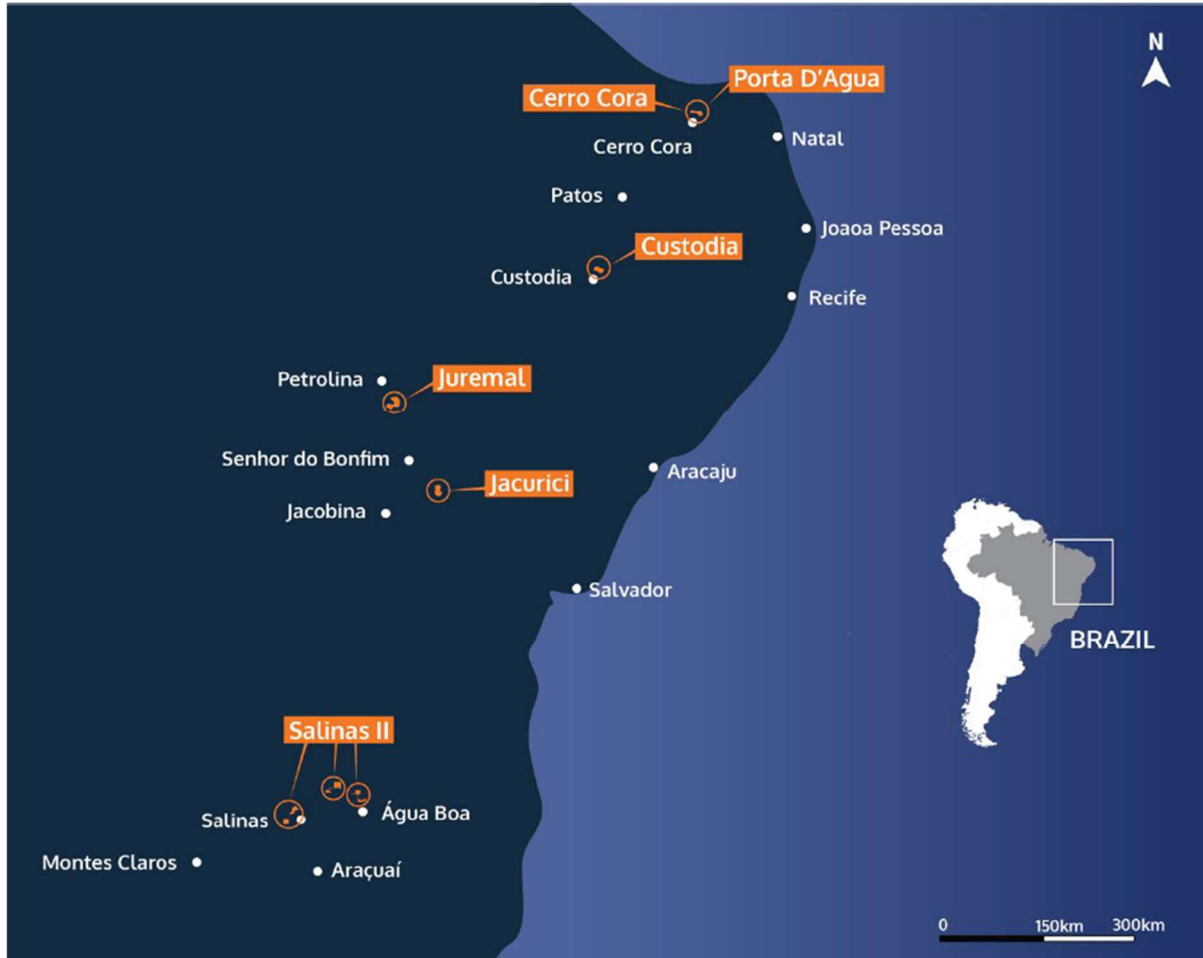 N
Porta D'Agua
Cerro Cora
Cerro Cora
Natal
Patos
Joaoa Pessoa
Custodia
Custodia
Recife
Petrolina
Juremal
Senhor do Bonfim
Aracaju
Jacurici
Jacobina
Salvador
BRAZIL
Salinas II
Salinas
Água Boa
Montes Claros
Araçuaí
0 150km 300km